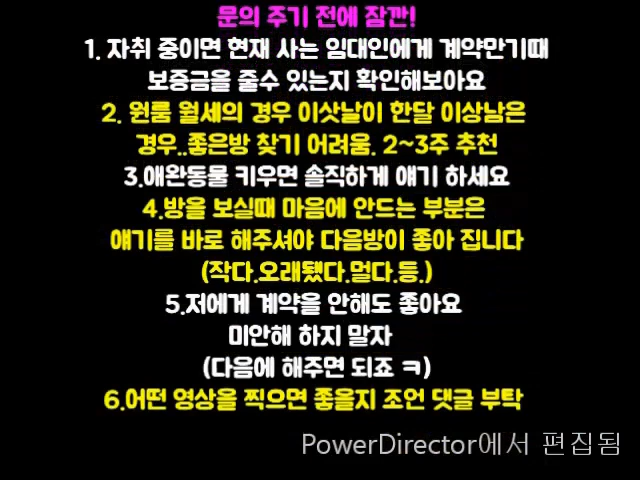 문의 주기 전에 잠깐!
1. 자취 중이면 현재 사는 임대인에게 계약만기때
보증금을 줄수 있는지 확인해보아요
2. 원룸 월세의 경우 이삿날이 한달 이상남은
경우..좋은방 찾기 어려움. 2~3주 추천
3.애완동물 키우면 솔직하게 얘기 하세요
4.방을 보실때 마음에 안드는 부분은
얘기를 바로 해주셔야 다음방이 좋아 집니다
(작다.오래됐다.멀다.등.)
5.저에게 계약을 안해도 좋아요
미안해 하지 말자
(다음에 해주면 되죠 ㅋ)
6.어떤 영상을 찍으면 좋을지 조언 댓글 부탁
PowerDirector에서 편집됨